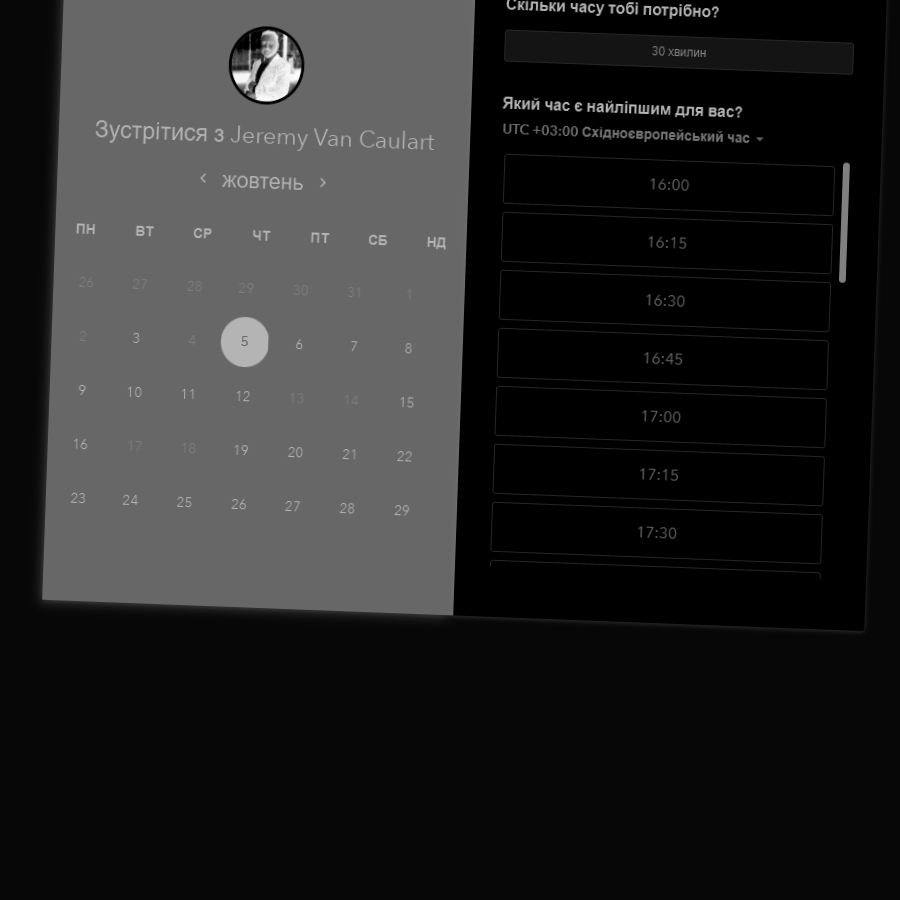 Зустрітися з Jeremy Van Caulart
жовтень
ПН ВТ СР ЧТ ПТ СБ НД
26 27 28 29 30 31 1
2 3 4 5 6 7 8
9 10 11 12 13 14 15
16 17 18 19 20 21 22
23 24 25 26 27 28 29
Скільки часу тобі потрібно?
30 хвилин
Який час є найліпшим для вас?
UTC +03:00 Східноєвропейський час
16:00
16:15
16:30
16:45
17:00
17:15
17:30